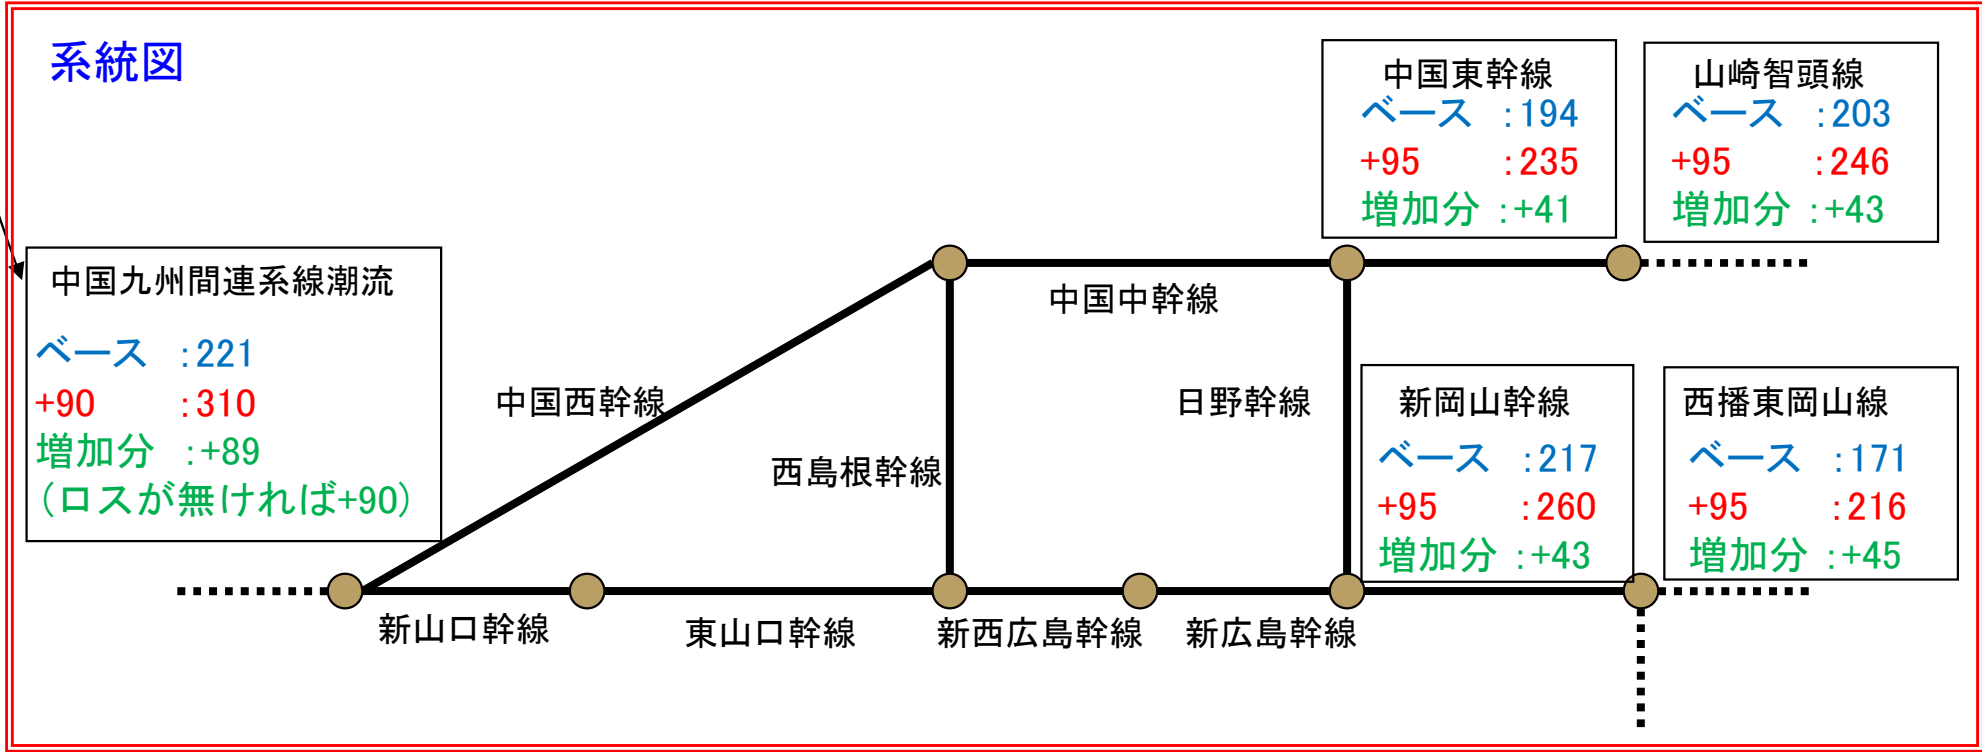 系統図
中国東幹線
ベース :194
+95 :235
増加分 :+41
山崎智頭線
ベース :203
+95 :246
増加分 :+43
中国九州間連系線潮流
ベース :221
+90 :310
増加分 :+89
(ロスが無ければ+90)
中国中幹線
中国西幹線
日野幹線
西島根幹線
新岡山幹線
ベース :217
+95 :260
増加分 :+43
西播東岡山線
ベース :171
+95 :216
増加分 :+45
新山口幹線
東山口幹線
新西広島幹線
新広島幹線